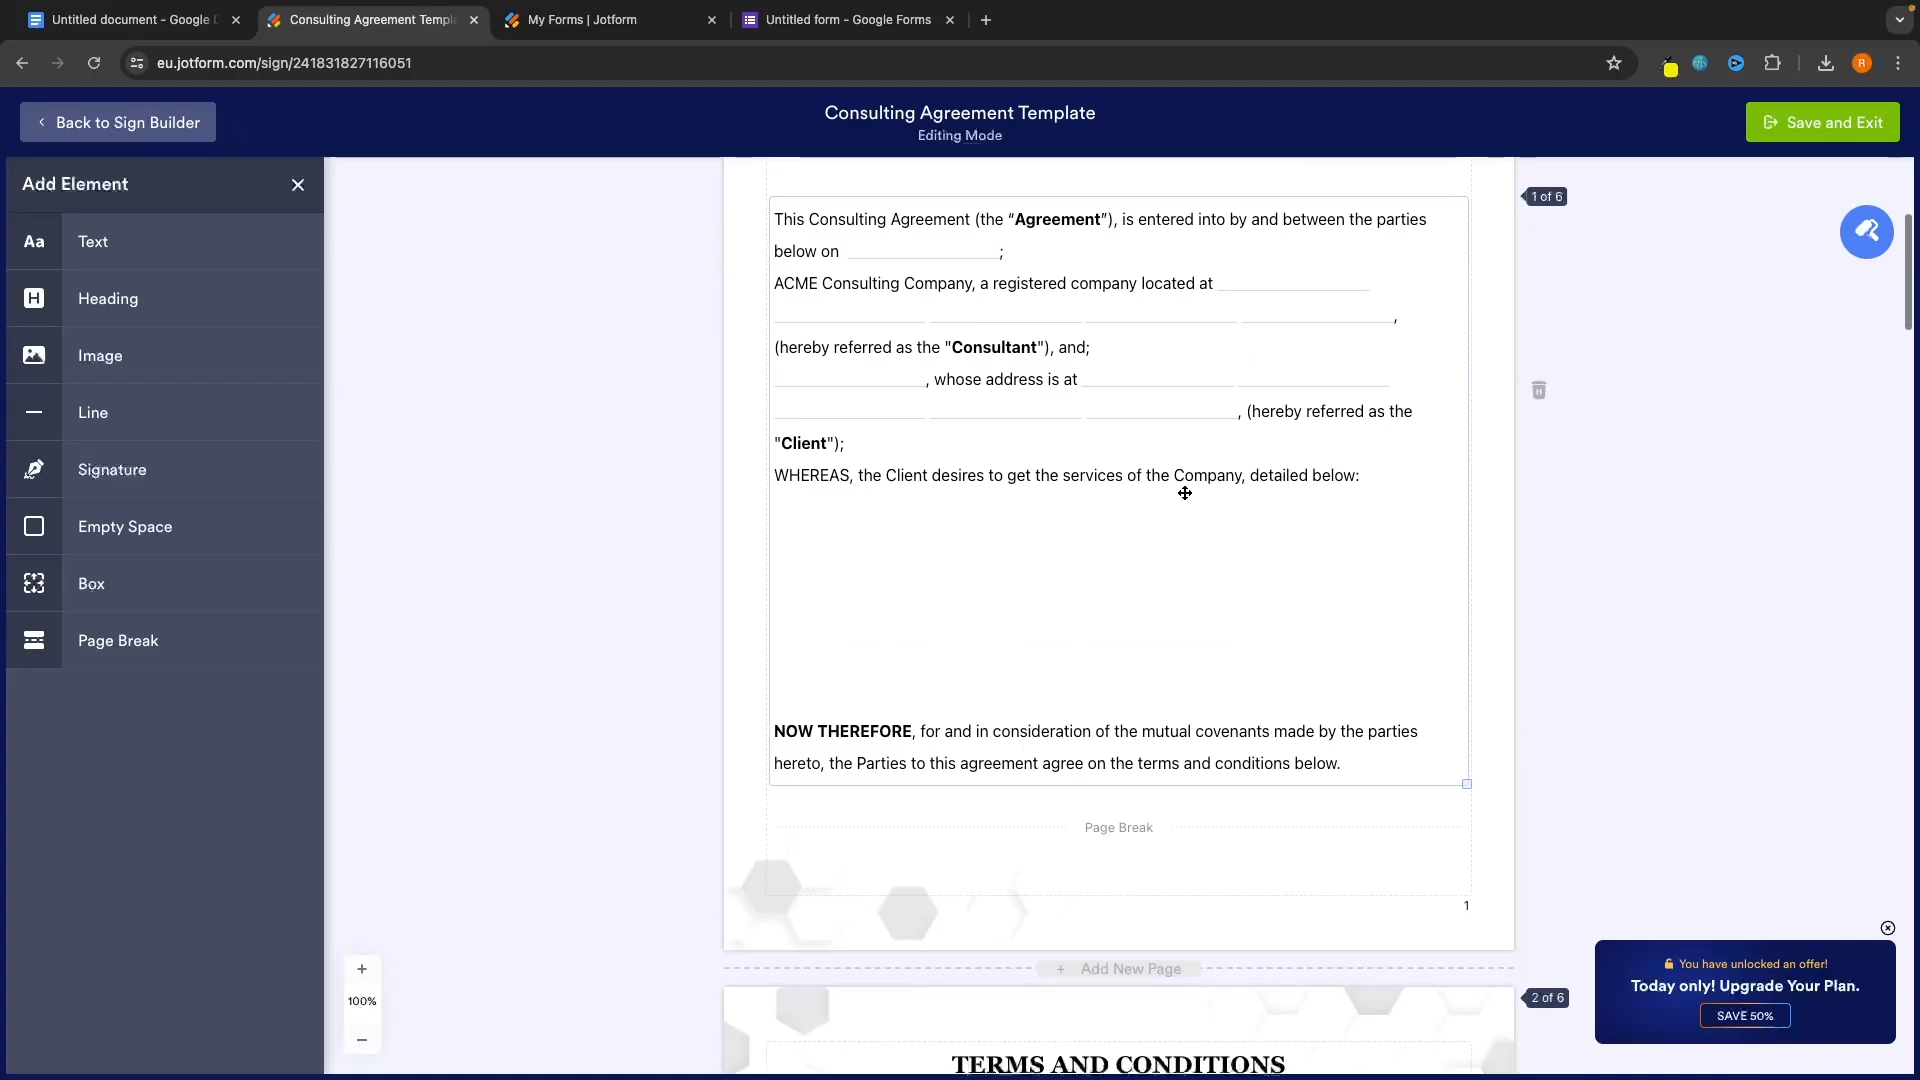 Untitled document - Google D
Consulting Agreement Templ
My Forms | Jotform
Untitled form - Google Forms
eu.jotform.com/sign/241831827116051
R
Back to Sign Builder
Consulting Agreement Template
Editing Mode
Save and Exit
Add Element
Aa Text
H Heading
Image
Line
Signature
Empty Space
Box
Page Break
1 of 6
This Consulting Agreement (the “Agreement”), is entered into by and between the parties
below on ;
ACME Consulting Company, a registered company located at
,
(hereby referred as the "Consultant"), and;
, whose address is at
, (hereby referred as the
"Client");
WHEREAS, the Client desires to get the services of the Company, detailed below:
NOW THEREFORE, for and in consideration of the mutual covenants made by the parties
hereto, the Parties to this agreement agree on the terms and conditions below.
Page Break
1
+ Add New Page
2 of 6
TERMS AND CONDITIONS
+
100%
−
You have unlocked an offer!
Today only! Upgrade Your Plan.
SAVE 50%